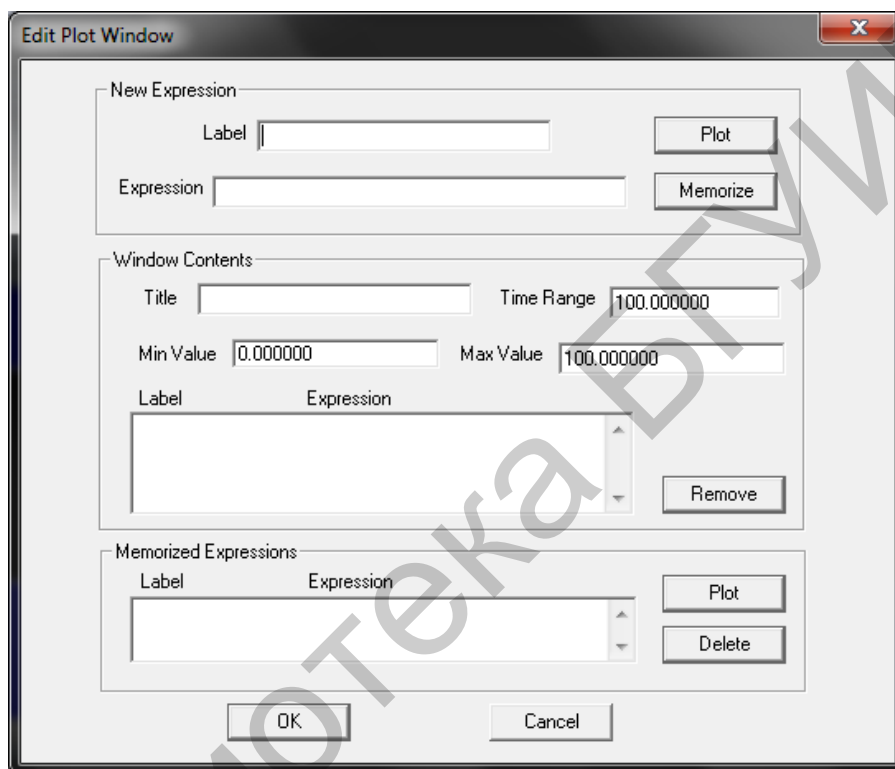 Edit Plot Window
New Expression
Label
Plot
Expression
Memorize
Window Contents
Title
Time Range 100.000000
Min Value 0.000000
Max Value 100.000000
Label Expression
Remove
Memorized Expressions
Label Expression
Plot
Delete
OK Cancel